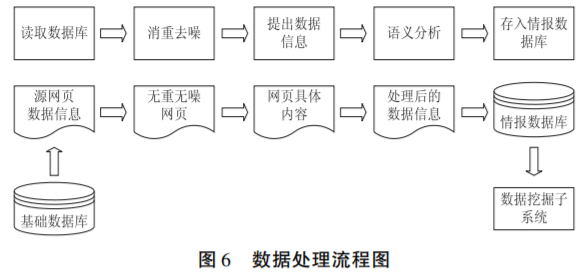 读取数据库
消重去噪
提出数据
信息
语义分析
存入情报数
据库
源网页
数据信息
无重无噪
网页
网页具体
内容
处理后的
数据信息
情报数据库
基础数据库
数据挖掘子
系统
图6 数据处理流程图